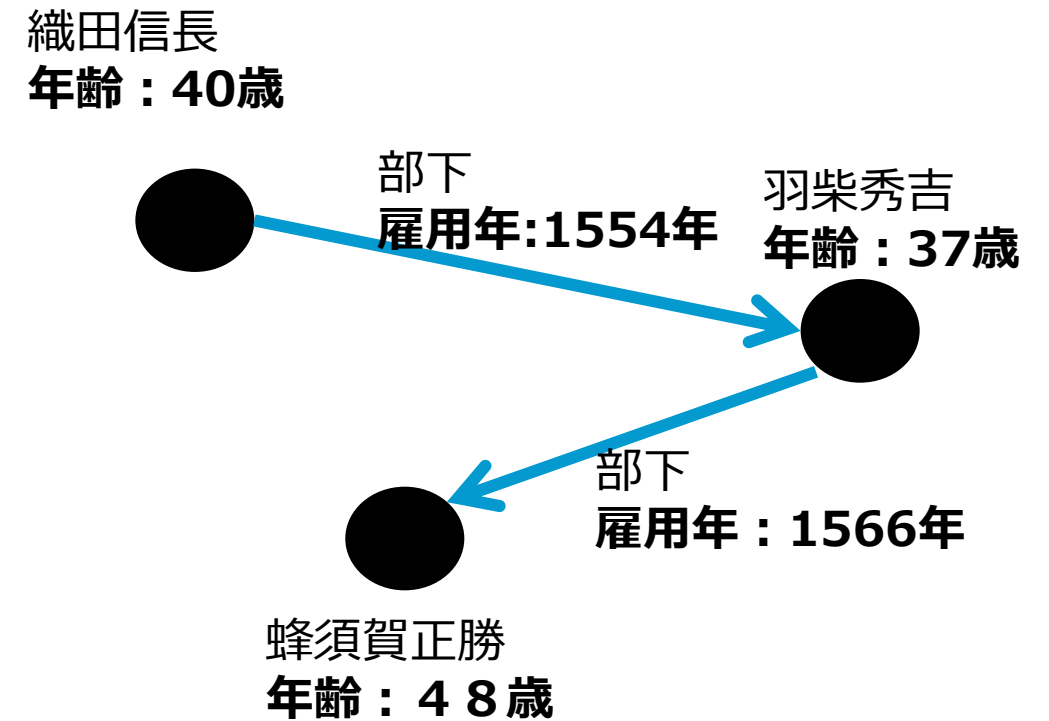 織田信長
年齢：40歳
部下
雇用年:1554年
羽柴秀吉
年齢：37歳
部下
雇用年：1566年
蜂須賀正勝
年齢：４８歳